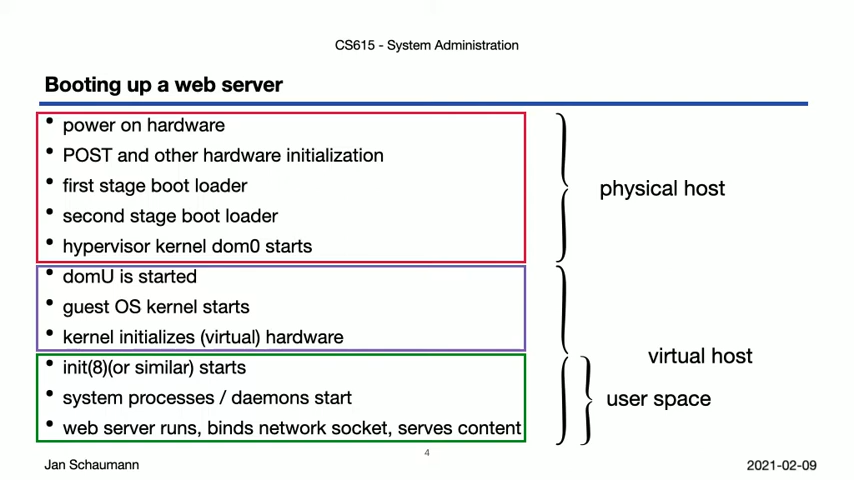 CS615 - System Administration
Booting up a web server
• power on hardware
• POST and other hardware initialization
• first stage boot loader
• second stage boot loader
• hypervisor kernel dom0 starts
physical host
• domU is started
• guest OS kernel starts
• kernel initializes (virtual) hardware
virtual host
• init(8)(or similar) starts
• system processes / daemons start
• web server runs, binds network socket, serves content
user space
4
Jan Schaumann
2021-02-09